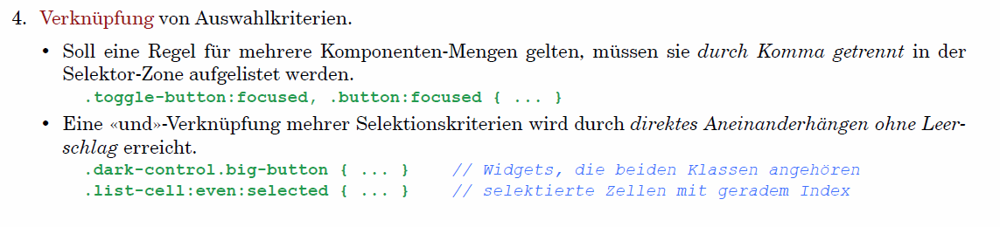 4. Verknüpfung von Auswahlkriterien.
• Soll eine Regel für mehrere Komponenten-Mengen gelten, müssen sie durch Komma getrennt in der
Selektor-Zone aufgelistet werden.
.toggle-button:focused, .button:focused { ... }
• Eine «und»-Verknüpfung mehrer Selektionskriterien wird durch direktes Aneinanderhängen ohne Leer-
schlag erreicht.
.dark-control.big-button { ... } // Widgets, die beiden Klassen angehören
.list-cell:even:selected { ... } // selektierte Zellen mit geradem Index